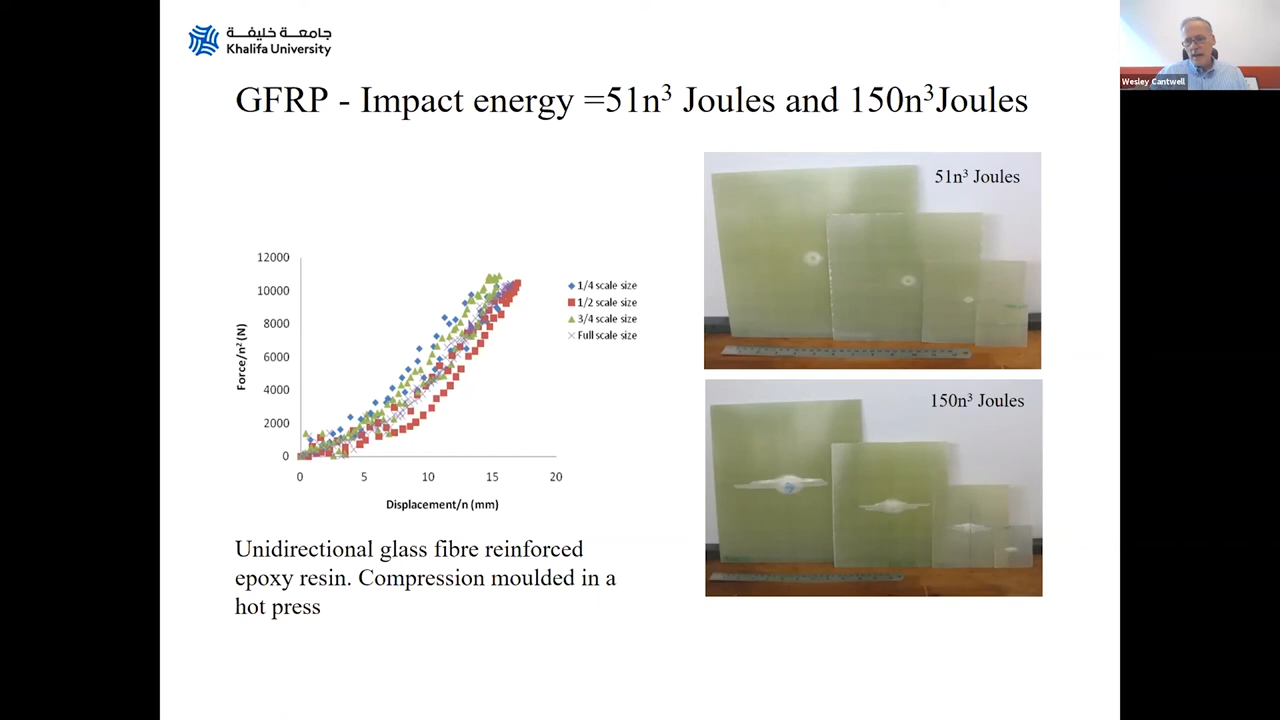 جامعة خليفة
Khalifa University
Wesley Cantwell
GFRP - Impact energy =51n³ Joules and 150n³Joules
51n³ Joules
12000
10000
8000
6000
4000
2000
0
Force/n² (N)
0 5 10 15 20
Displacement/n (mm)
1/4 scale size
1/2 scale size
3/4 scale size
Full scale size
150n³ Joules
Unidirectional glass fibre reinforced
epoxy resin. Compression moulded in a
hot press